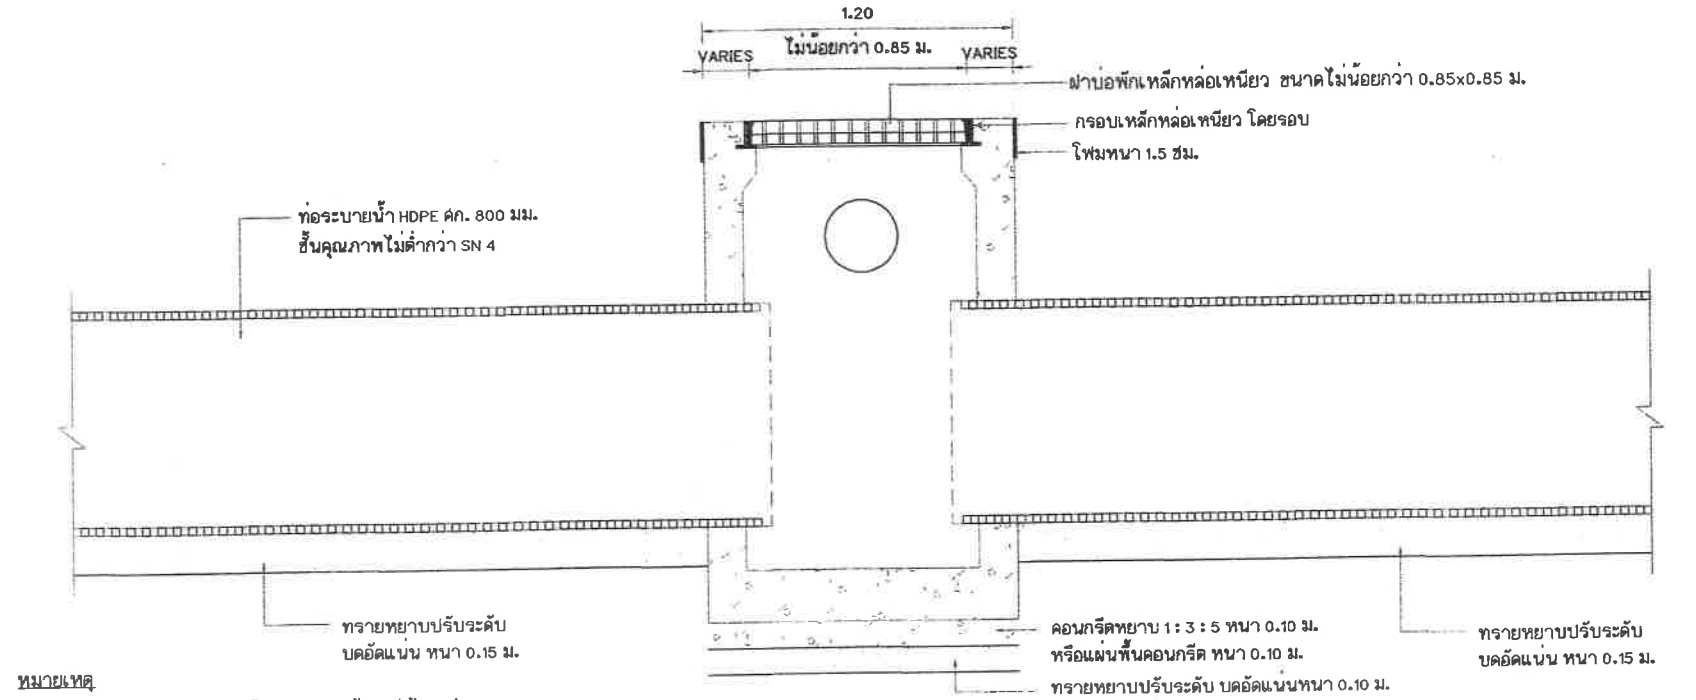 1.20
VARIES
ไม่น้อยกว่า 0.85 ม.
VARIES
ฝาบ่อพักเหล็กหล่อเหนียว ขนาดไม่น้อยกว่า 0.85x0.85 ม.
กรอบเหล็กหล่อเหนียว โดยรอบ
โฟมหนา 1.5 ซม.
ท่อระบายน้ำ HDPE ศก. 800 มม.
ชั้นคุณภาพไม่ต่ำกว่า SN 4
ทรายหยาบปรับระดับ
บดอัดแน่น หนา 0.15 ม.
คอนกรีตหยาบ 1 : 3 : 5 หนา 0.10 ม.
หรือแผ่นพื้นคอนกรีต หนา 0.10 ม.
ทรายหยาบปรับระดับ บดอัดแน่นหนา 0.10 ม.
ทรายหยาบปรับระดับ
บดอัดแน่น หนา 0.15 ม.
หมายเหตุ